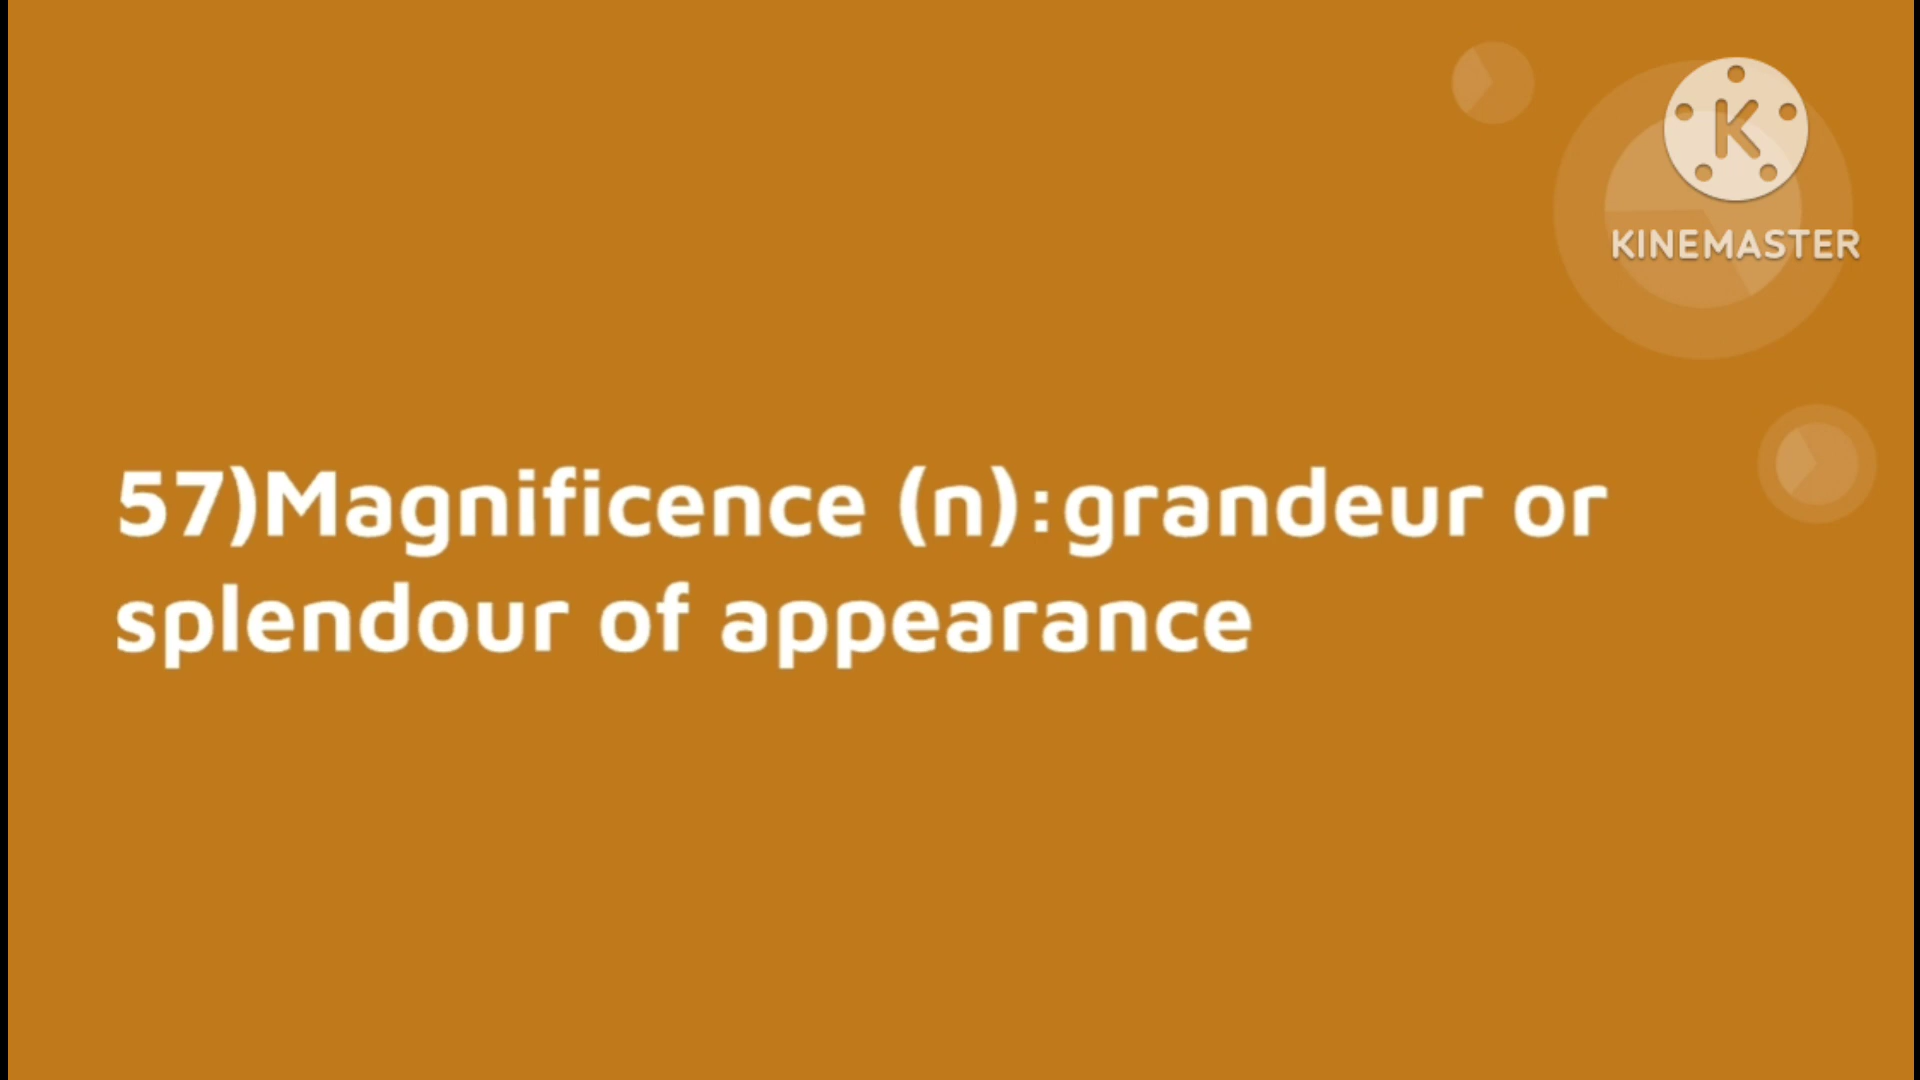 K
KINEMASTER
57)Magnificence (n):grandeur or
splendour of appearance